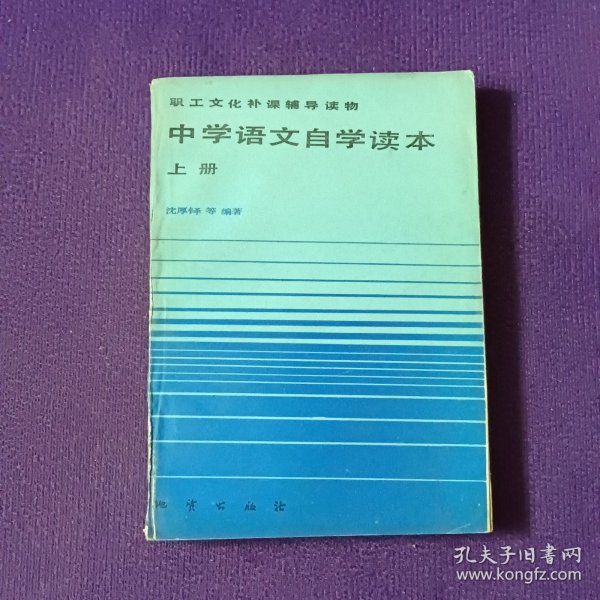 职工文化补课辅导读物
中学语文自学读本
上册
沈厚铎 等 编著
地质出版社
孔夫子旧书网
www.kongfz.com